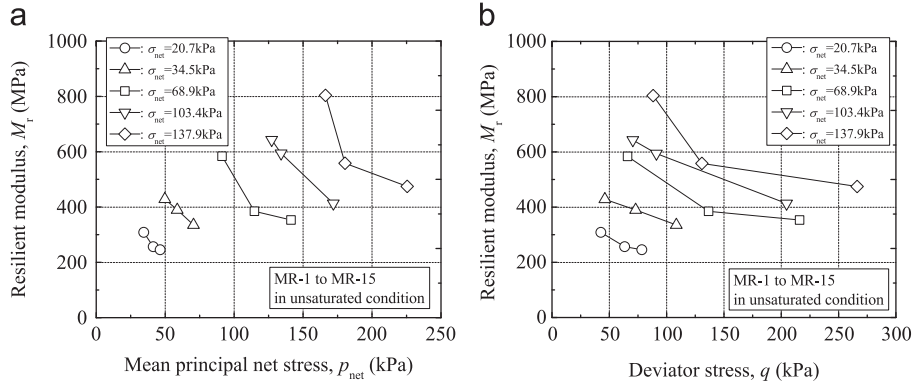 a
1000
800
600
400
200
0
Resilient modulus, Mr (MPa)
: σnet=20.7kPa
: σnet=34.5kPa
: σnet=68.9kPa
: σnet=103.4kPa
: σnet=137.9kPa
MR-1 to MR-15
in unsaturated condition
0 50 100 150 200 250
Mean principal net stress, pnet (kPa)
b
1000
800
600
400
200
0
Resilient modulus, Mr (MPa)
: σnet=20.7kPa
: σnet=34.5kPa
: σnet=68.9kPa
: σnet=103.4kPa
: σnet=137.9kPa
MR-1 to MR-15
in unsaturated condition
0 50 100 150 200 250 300
Deviator stress, q (kPa)